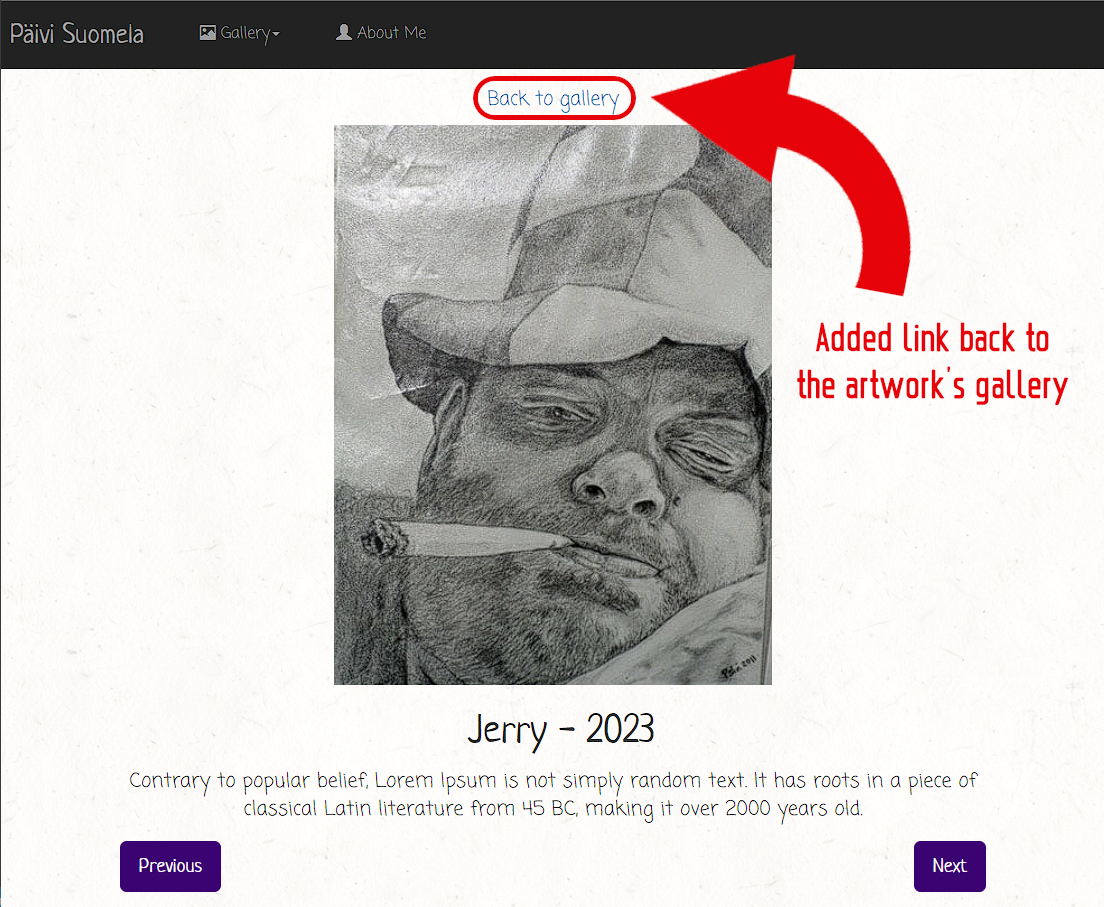 Päivi Suomela Gallery About Me
Back to gallery
Added link back to
the artwork's gallery
Päivi 2011
Jerry - 2023
Contrary to popular belief, Lorem Ipsum is not simply random text. It has roots in a piece of
classical Latin literature from 45 BC, making it over 2000 years old.
Previous Next